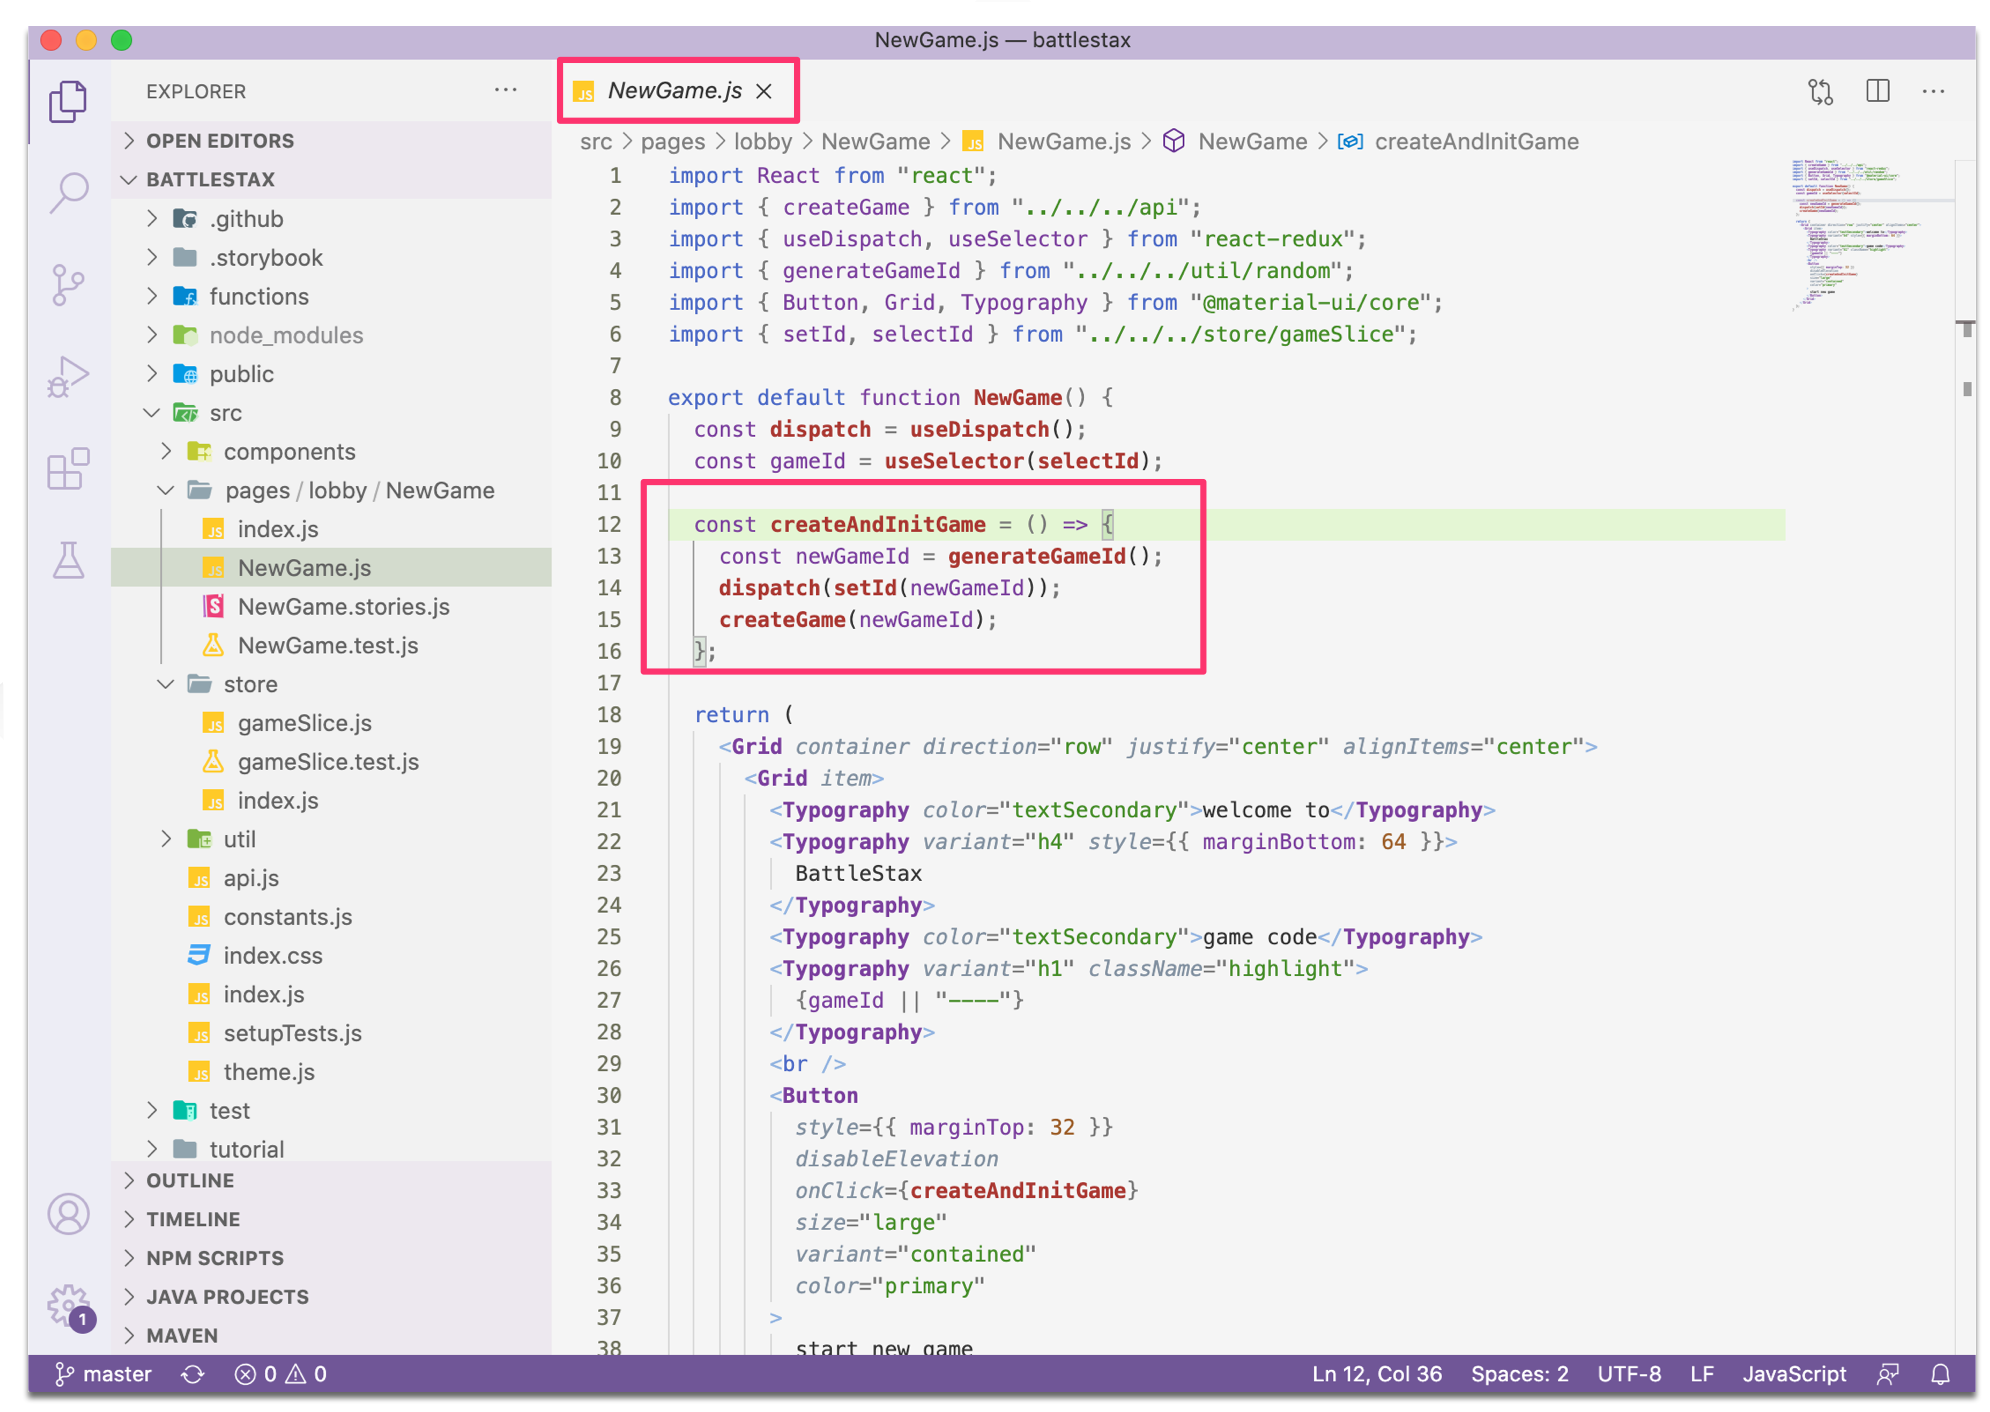 NewGame.js — battlestax
EXPLORER
OPEN EDITORS
BATTLESTAX
.github
.storybook
functions
node_modules
public
src
components
pages / lobby / NewGame
index.js
NewGame.js
NewGame.stories.js
NewGame.test.js
store
gameSlice.js
gameSlice.test.js
index.js
util
api.js
constants.js
index.css
index.js
setupTests.js
theme.js
test
tutorial
OUTLINE
TIMELINE
NPM SCRIPTS
JAVA PROJECTS
MAVEN
1
NewGame.js
src > pages > lobby > NewGame > NewGame.js > NewGame > createAndInitGame
1 import React from "react";
2 import { createGame } from "../../../api";
3 import { useDispatch, useSelector } from "react-redux";
4 import { generateGameId } from "../../../util/random";
5 import { Button, Grid, Typography } from "@material-ui/core";
6 import { setId, selectId } from "../../../store/gameSlice";
7
8 export default function NewGame() {
9 const dispatch = useDispatch();
10 const gameId = useSelector(selectId);
11
12 const createAndInitGame = () => {
13 const newGameId = generateGameId();
14 dispatch(setId(newGameId));
15 createGame(newGameId);
16 };
17
18 return (
19 <Grid container direction="row" justify="center" alignItems="center">
20 <Grid item>
21 <Typography color="textSecondary">welcome to</Typography>
22 <Typography variant="h4" style={{ marginBottom: 64 }}>
23 BattleStax
24 </Typography>
25 <Typography color="textSecondary">game code</Typography>
26 <Typography variant="h1" className="highlight">
27 {gameId || "----"}
28 </Typography>
29 <br />
30 <Button
31 style={{ marginTop: 32 }}
32 disableElevation
33 onClick={createAndInitGame}
34 size="large"
35 variant="contained"
36 color="primary"
37 >
38 start new game
master 0 0 Ln 12, Col 36 Spaces: 2 UTF-8 LF JavaScript